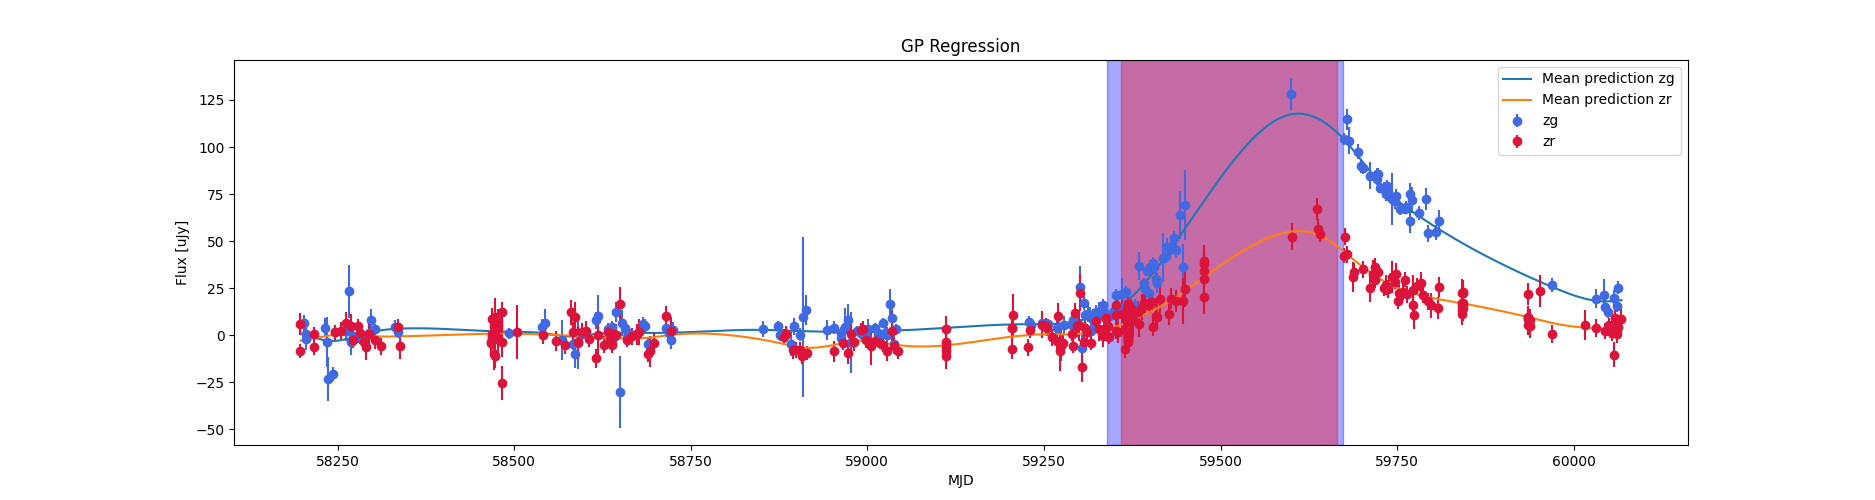 GP Regression
Mean prediction zg
Mean prediction zr
zg
zr
Flux [uJy]
125
100
75
50
25
0
−25
−50
58250 58500 58750 59000 59250 59500 59750 60000
MJD